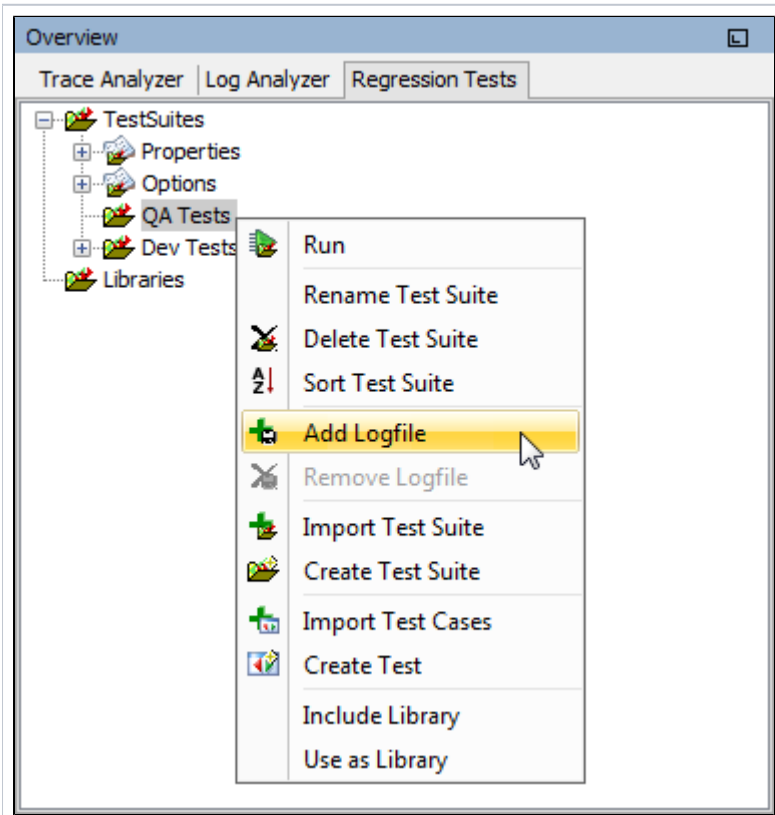 Overview
Trace Analyzer Log Analyzer Regression Tests
TestSuites
Properties
Options
QA Tests
Dev Tests
Libraries
Run
Rename Test Suite
Delete Test Suite
A
Z
Sort Test Suite
Add Logfile
Remove Logfile
Import Test Suite
Create Test Suite
Import Test Cases
Create Test
Include Library
Use as Library